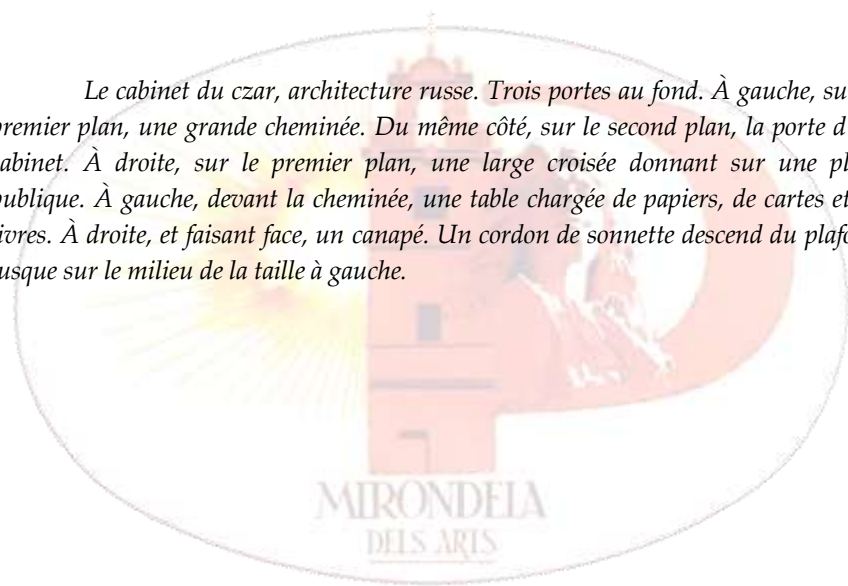 Le cabinet du czar, architecture russe. Trois portes au fond. À gauche, su
premier plan, une grande cheminée. Du même côté, sur le second plan, la porte d'
cabinet. À droite, sur le premier plan, une large croisée donnant sur une pl
publique. À gauche, devant la cheminée, une table chargée de papiers, de cartes et
ivres. À droite, et faisant face, un canapé. Un cordon de sonnette descend du plafo
usque sur le milieu de la taille à gauche.
MIRONDELA
DELS ARTS